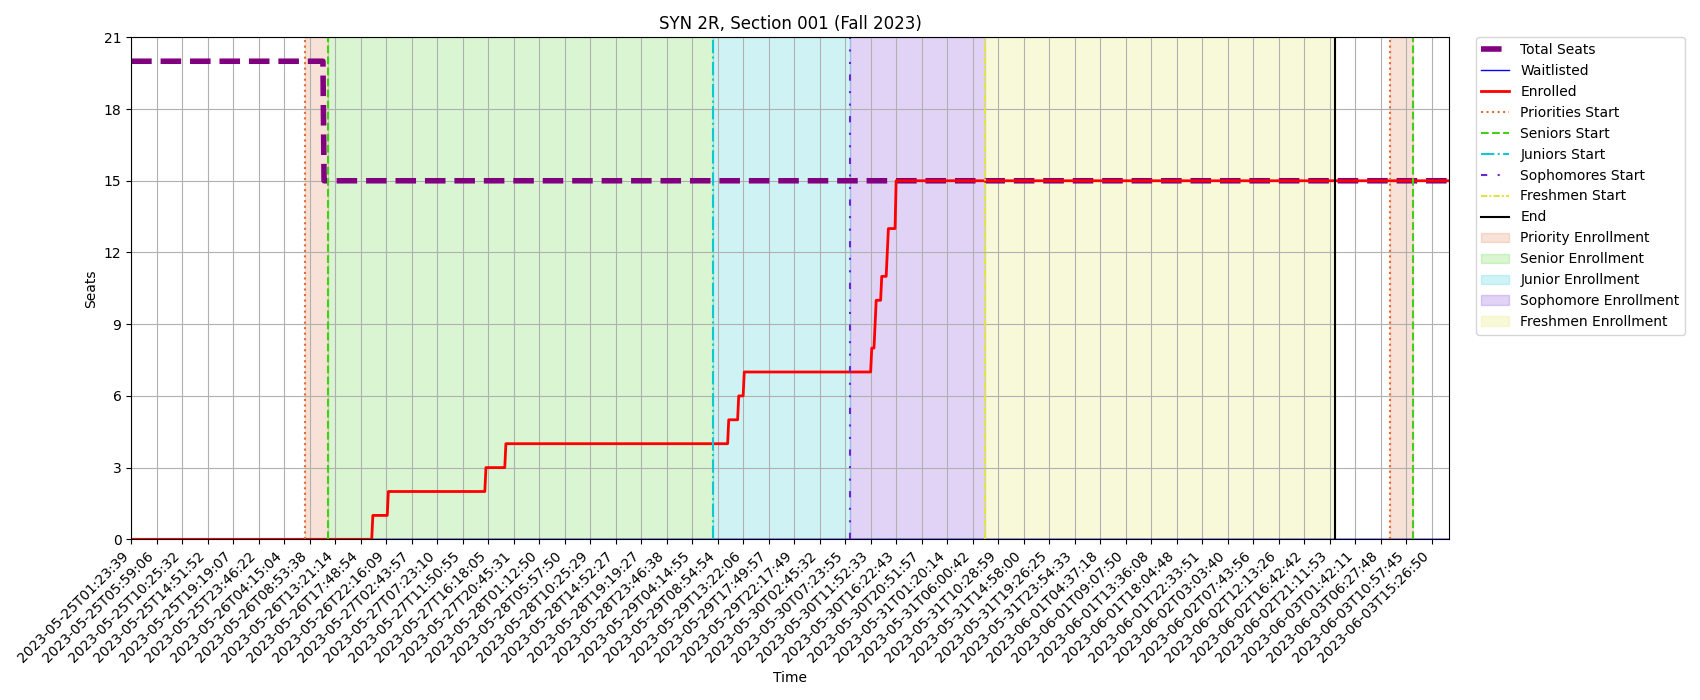 SYN 2R, Section 001 (Fall 2023)
21
18
15
12
9
6
3
0
Seats
2023-05-25T01:23:39
2023-05-25T05:59:06
2023-05-25T10:25:32
2023-05-25T14:51:52
2023-05-25T19:19:07
2023-05-25T23:46:22
2023-05-26T04:15:04
2023-05-26T08:53:38
2023-05-26T13:21:14
2023-05-26T17:48:54
2023-05-26T22:16:09
2023-05-27T02:43:57
2023-05-27T07:23:10
2023-05-27T11:50:55
2023-05-27T16:18:05
2023-05-27T20:45:31
2023-05-28T01:12:50
2023-05-28T05:57:50
2023-05-28T10:25:29
2023-05-28T14:52:27
2023-05-28T19:19:27
2023-05-28T23:46:38
2023-05-29T04:14:55
2023-05-29T08:54:54
2023-05-29T13:22:06
2023-05-29T17:49:57
2023-05-29T22:17:49
2023-05-30T02:45:32
2023-05-30T07:23:55
2023-05-30T11:52:33
2023-05-30T16:22:43
2023-05-30T20:51:57
2023-05-31T01:20:14
2023-05-31T06:00:42
2023-05-31T10:28:59
2023-05-31T14:58:00
2023-05-31T19:26:25
2023-05-31T23:54:33
2023-06-01T04:37:18
2023-06-01T09:07:50
2023-06-01T13:36:08
2023-06-01T18:04:48
2023-06-01T22:33:51
2023-06-02T03:03:40
2023-06-02T07:43:56
2023-06-02T12:13:26
2023-06-02T16:42:42
2023-06-02T21:11:53
2023-06-03T01:42:11
2023-06-03T06:27:48
2023-06-03T10:57:45
2023-06-03T15:26:50
Time
Total Seats
Waitlisted
Enrolled
Priorities Start
Seniors Start
Juniors Start
Sophomores Start
Freshmen Start
End
Priority Enrollment
Senior Enrollment
Junior Enrollment
Sophomore Enrollment
Freshmen Enrollment